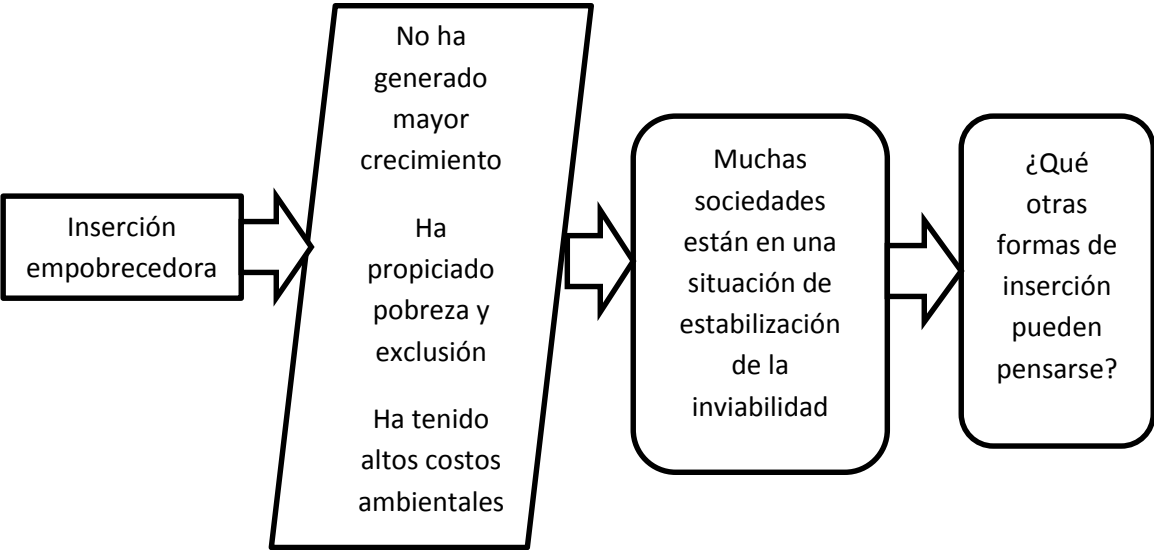 Inserción
empobrecedora
No ha
generado
mayor
crecimiento
Ha
propiciado
pobreza y
exclusión
Ha tenido
altos costos
ambientales
Muchas
sociedades
están en una
situación de
estabilización
de la
inviabilidad
¿Qué
otras
formas de
inserción
pueden
pensarse?